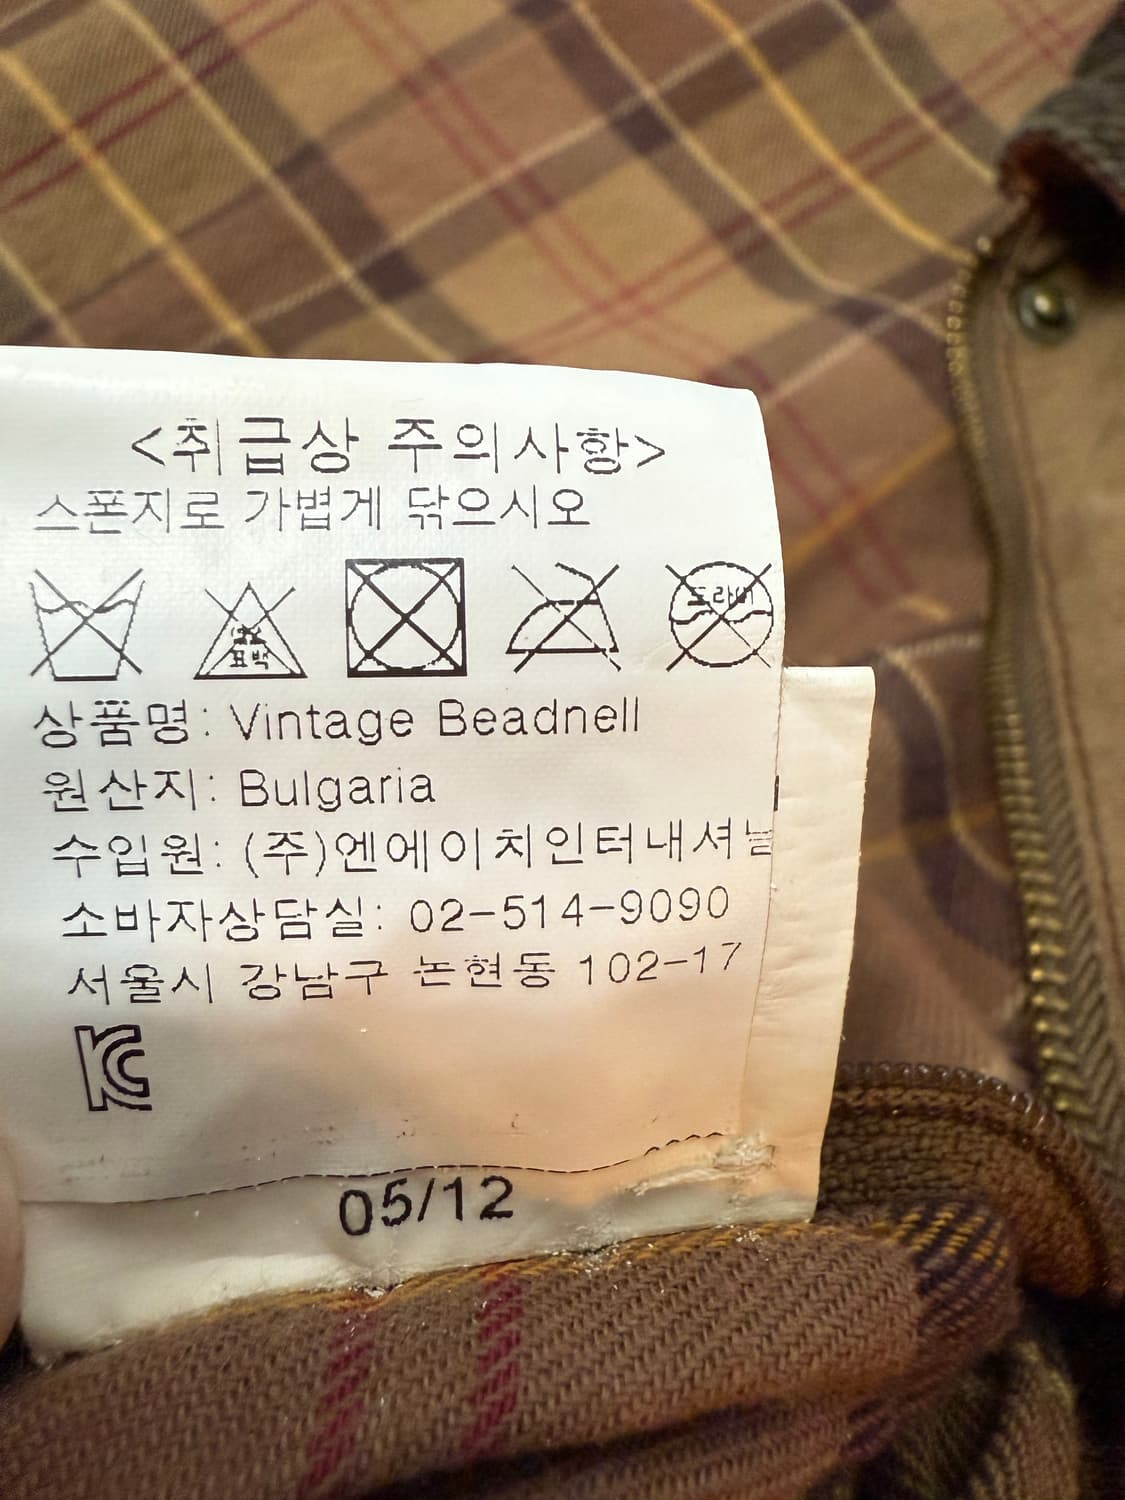 <취급상 주의사항>
스폰지로 가볍게 닦으시오
표백
드라이
상품명: Vintage Beadnell
원산지: Bulgaria
수입원: (주)엔에이치인터내셔널
소바자상담실: 02-514-9090
서울시 강남구 논현동 102-17
KC
05/12